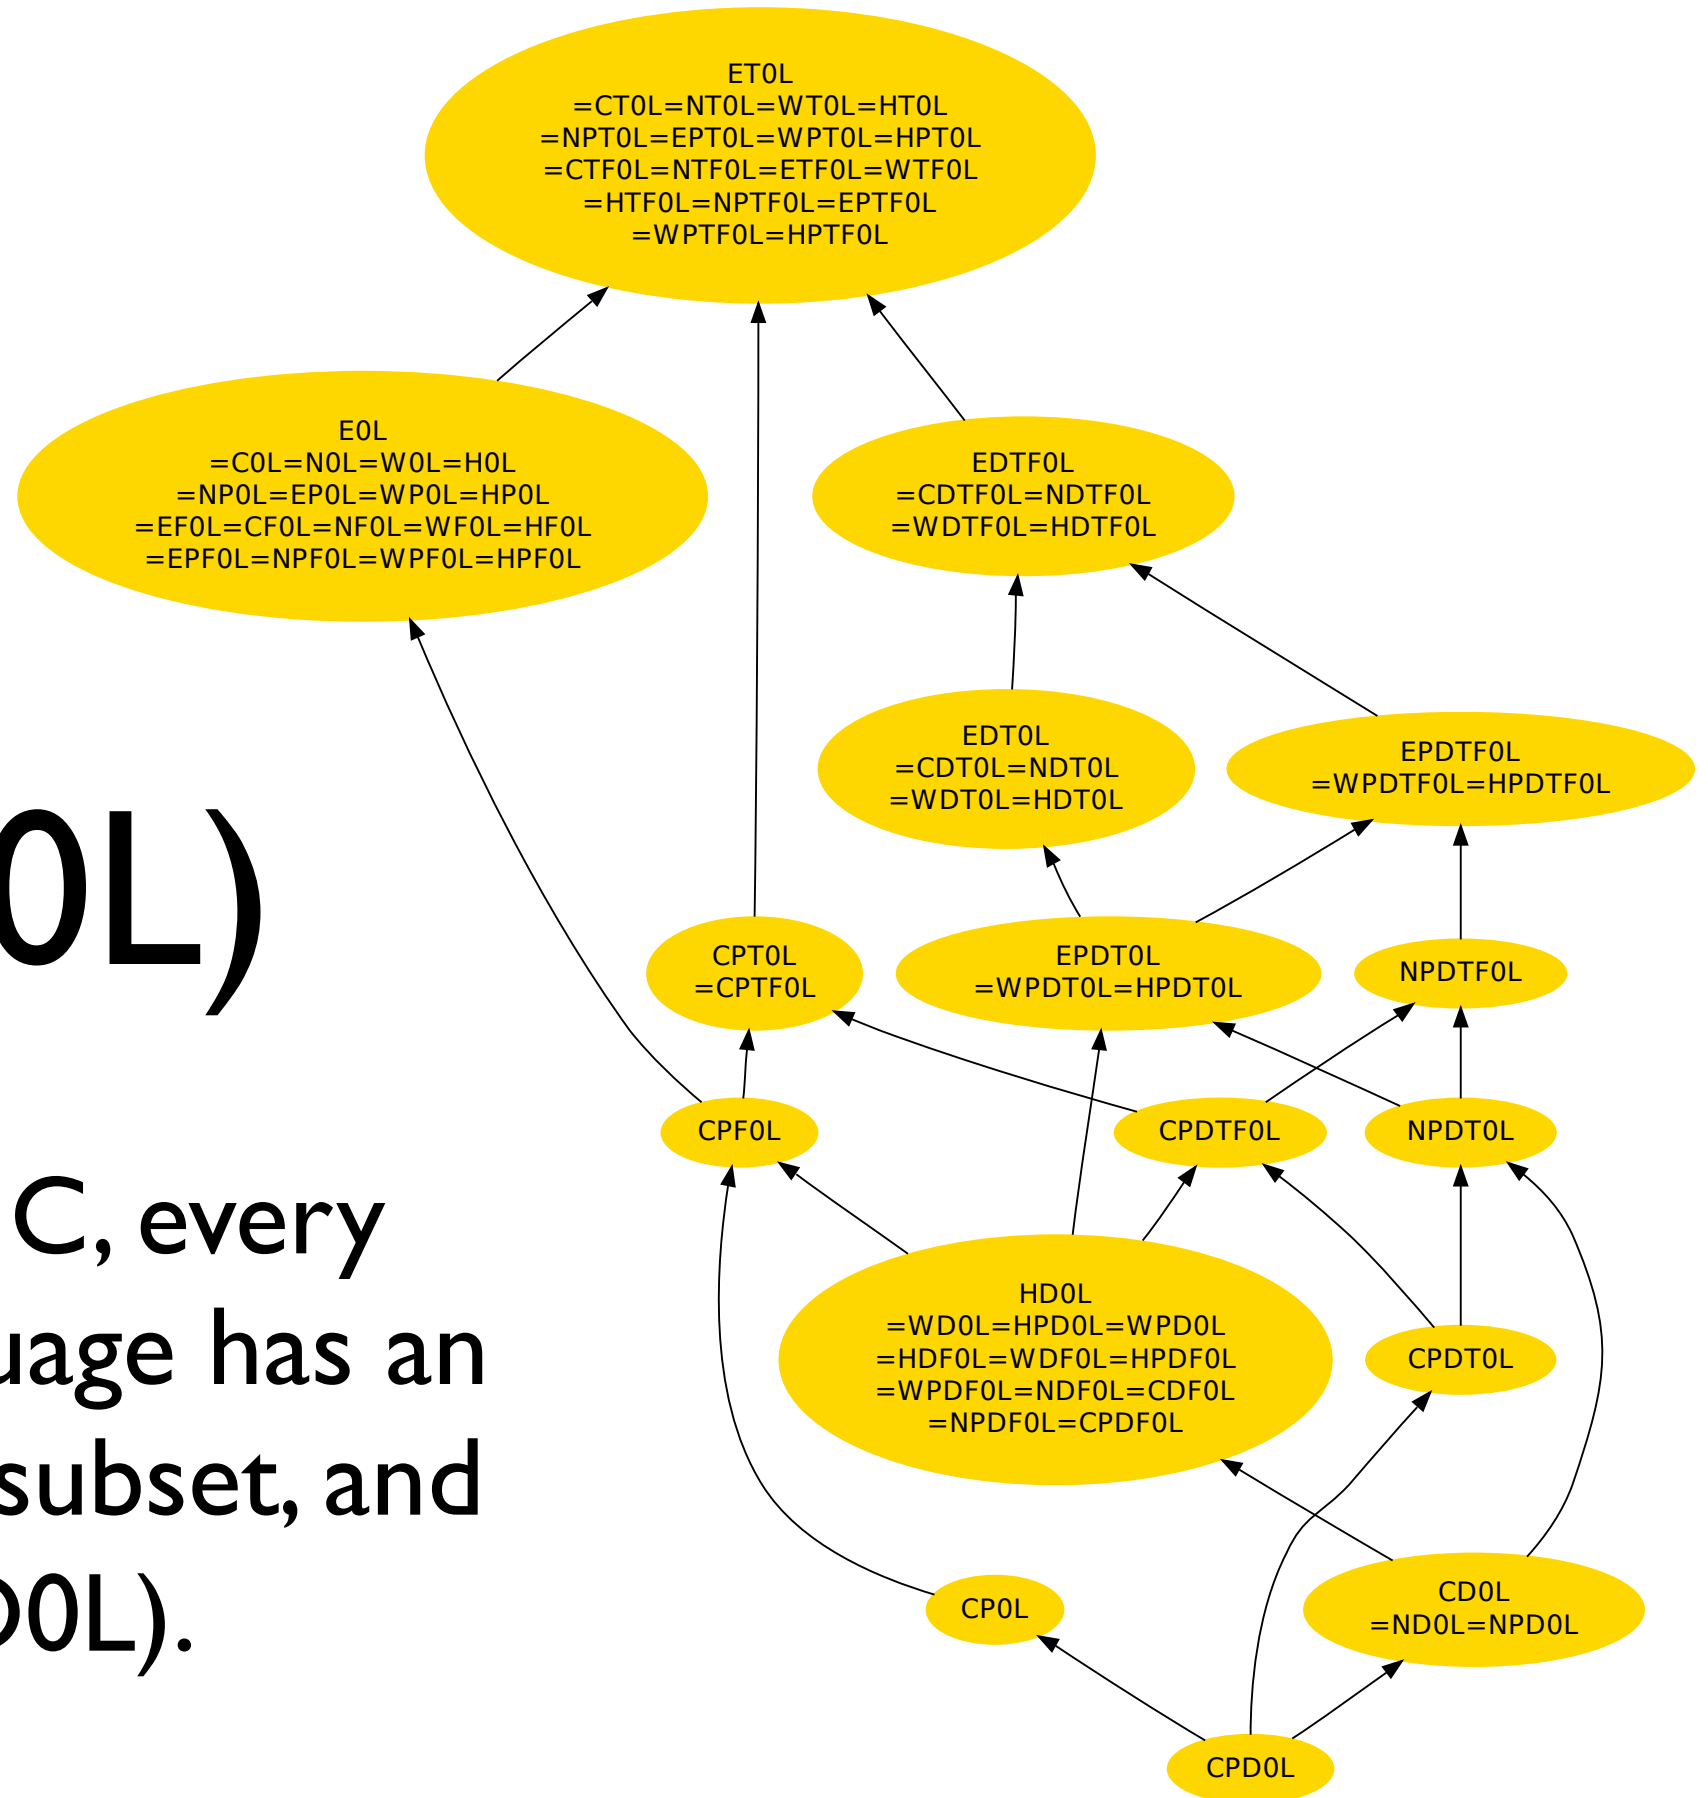 ET0L
=CT0L=NT0L=WT0L=HT0L
=NPT0L=EPT0L=WPT0L=HPT0L
=CTF0L=NTF0L=ETF0L=WTF0L
=HTF0L=NPTF0L=EPTF0L
=WPTF0L=HPTF0L
E0L
=C0L=N0L=W0L=H0L
=NP0L=EP0L=WP0L=HP0L
=EF0L=CF0L=NF0L=WF0L=HF0L
=EPF0L=NPF0L=WPF0L=HPF0L
EDTF0L
=CDTF0L=NDTF0L
=WDTF0L=HDTF0L
EDT0L
=CDT0L=NDT0L
=WDT0L=HDT0L
EPDTF0L
=WPDTF0L=HPDTF0L
0L)
CPT0L
=CPTF0L
EPDT0L
=WPDT0L=HPDT0L
NPDTF0L
CPF0L
CPDTF0L
NPDT0L
C, every
uage has an
subset, and
D0L).
HD0L
=WD0L=HPD0L=WPD0L
=HDF0L=WDF0L=HPDF0L
=WPDF0L=NDF0L=CDF0L
=NPDF0L=CPDF0L
CPDT0L
CP0L
CD0L
=ND0L=NPD0L
CPD0L